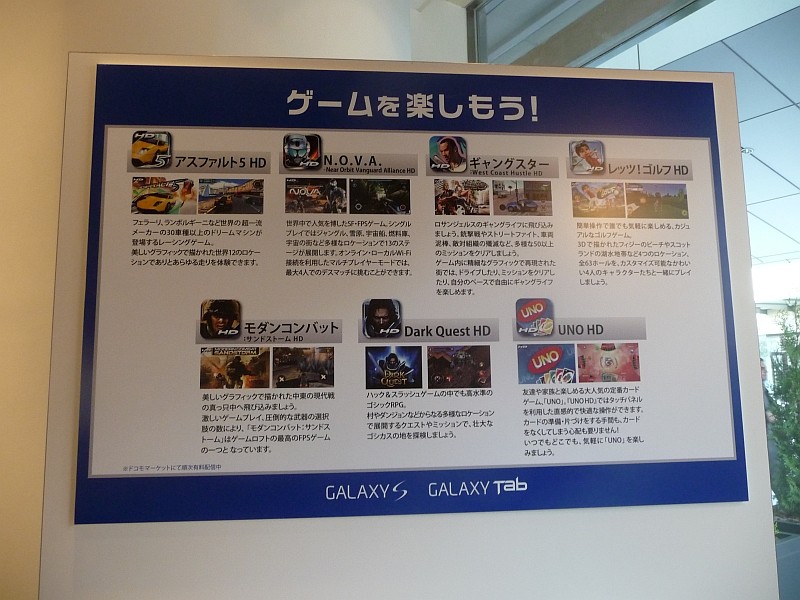 ゲームを楽しもう!
アスファルト5 HD
フェラーリ、ランボルギーニなど世界の超一流
メーカーの30車種以上のドリームマシンが
登場するレーシングゲーム。
美しいグラフィックで描かれた世界12のロケー
ションでありとあらゆる走りを体験できます。
N.O.V.A.
-Near Orbit Vanguard Alliance HD
世界中で人気を博したSF・FPSゲーム。シングル
プレイではジャングル、雪原、宇宙船、燃料庫、
宇宙の街など多様なロケーションで13のステー
ジが展開します。オンライン・ローカルWi-Fi
接続を利用したマルチプレイヤーモードでは、
最大4人でのデスマッチに挑むことができます。
ギャングスター
:West Coast Hustle HD
ロサンジェルスのギャングライフに飛び込み
ましょう。銃撃戦やストリートファイト、車両
泥棒、敵対組織の殲滅など、多様な50以上
のミッションをクリアしましょう。
ゲーム内に精細なグラフィックで再現された
街では、ドライブしたり、ミッションをクリアし
たり、自分のペースで自由にギャングライフ
を楽しめます。
レッツ!ゴルフ HD
簡単操作で誰でも気軽に楽しめる、カジュ
アルなゴルフゲーム。
3Dで描かれたフィジーのビーチやスコット
ランドの湖水地帯など4つのロケーション、
全63ホールを、カスタマイズ可能なかわい
い4人のキャラクターたちと一緒にプレイ
しましょう。
モダンコンバット
:サンドストーム HD
美しいグラフィックで描かれた中東の現代戦
の真っ只中へ飛び込みましょう。
激しいゲームプレイ、圧倒的な武器の選択
肢の数により、「モダンコンバット:サンドス
トーム」はゲームロフトの最高のFPSゲーム
の一つと なっています。
Dark Quest HD
ハック&スラッシュゲームの中でも高水準の
ゴシックRPG。
村やダンジョンなどからなる多様なロケーション
で展開するクエストやミッションで、壮大な
ゴシカスの地を探検しましょう。
UNO HD
友達や家族と楽しめる大人気の定番カード
ゲーム、「UNO」。「UNO HD」ではタッチパネル
を利用した直感的で快適な操作ができます。
カードの準備・片づけをする手間も、カード
をなくしてしまう心配も要りません!
いつでもどこでも、気軽に「UNO」を楽し
みましょう。
※ドコモマーケットにて順次有料配信中
GALAXY S GALAXY Tab